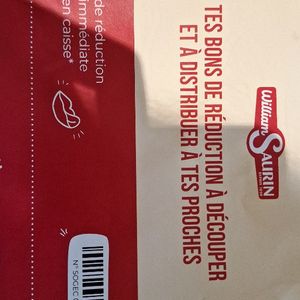 de réduction
immédiate
en caisse*
N° SOGEC
William
SAURIN
TES BONS DE RÉDUCTION À DÉCOUPER
ET À DISTRIBUER À TES PROCHES